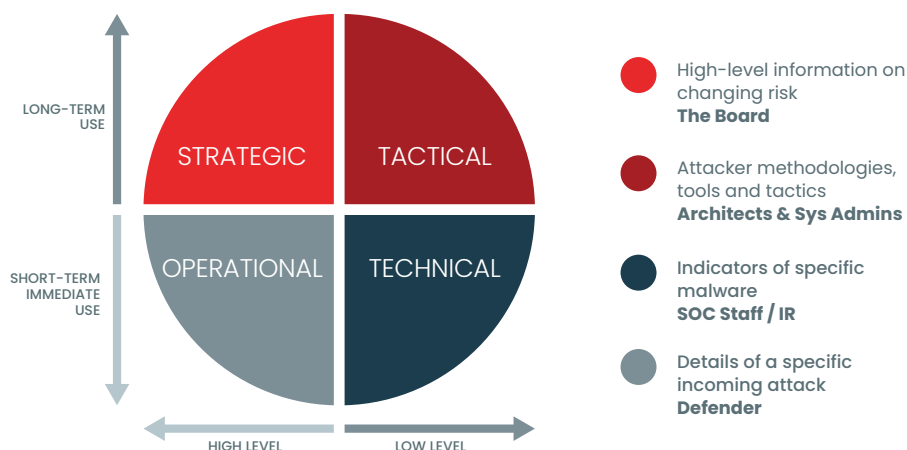 LONG-TERM
USE
STRATEGIC
TACTICAL
SHORT-TERM
IMMEDIATE
USE
OPERATIONAL
TECHNICAL
HIGH LEVEL
LOW LEVEL
High-level information on
changing risk
The Board
Attacker methodologies,
tools and tactics
Architects & Sys Admins
Indicators of specific
malware
SOC Staff / IR
Details of a specific
incoming attack
Defender